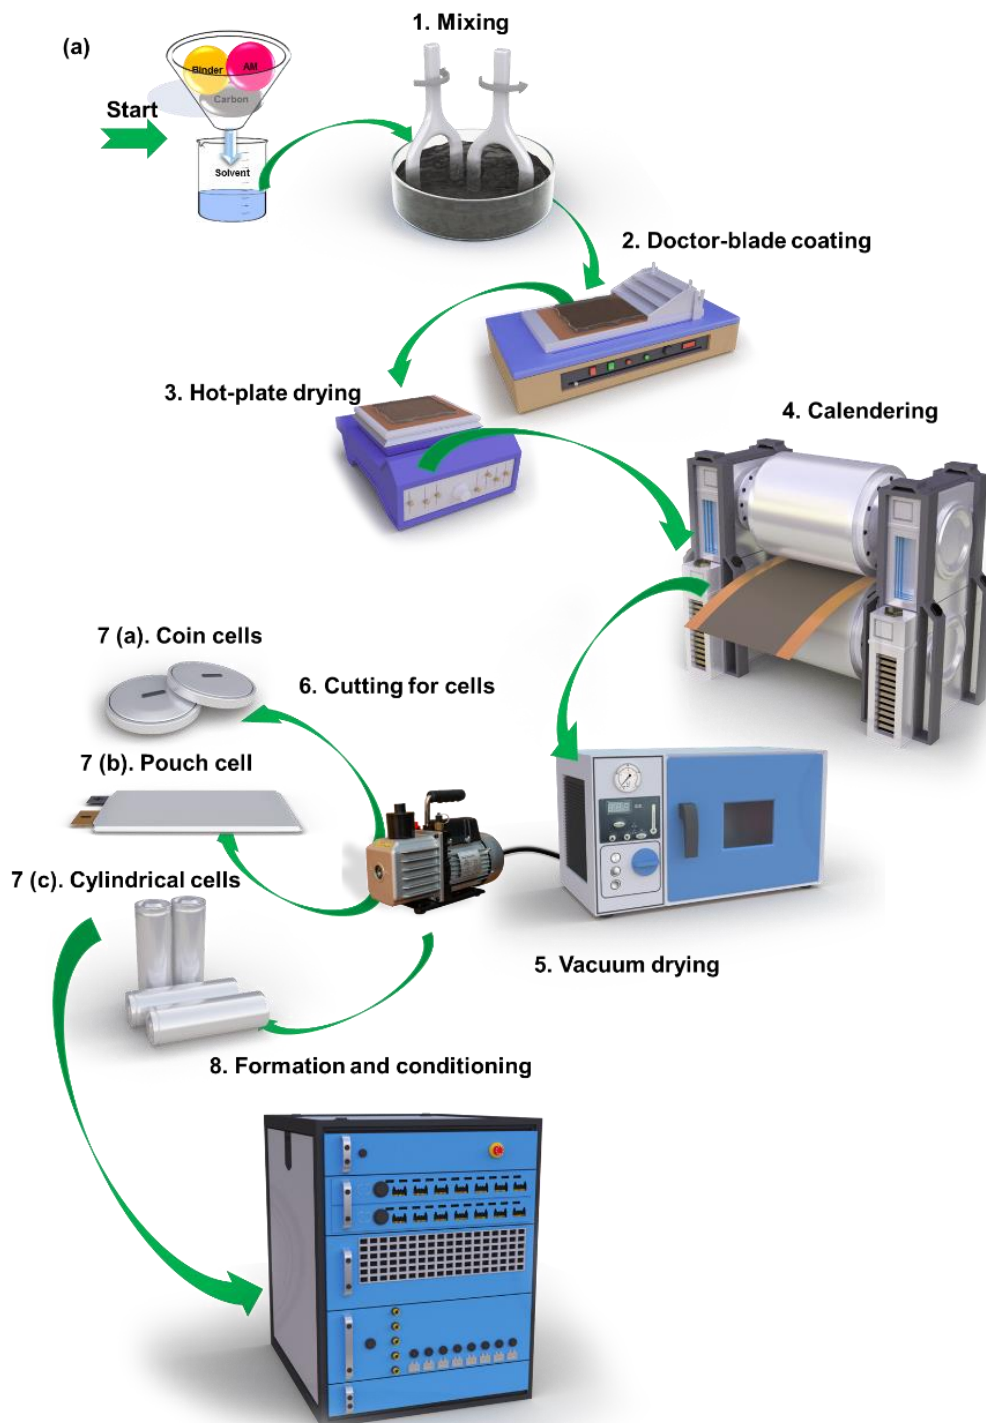 (a)
Binder
AM
Carbon
Start
Solvent
1. Mixing
2. Doctor-blade coating
3. Hot-plate drying
4. Calendering
7 (a). Coin cells
6. Cutting for cells
7 (b). Pouch cell
7 (c). Cylindrical cells
5. Vacuum drying
8. Formation and conditioning